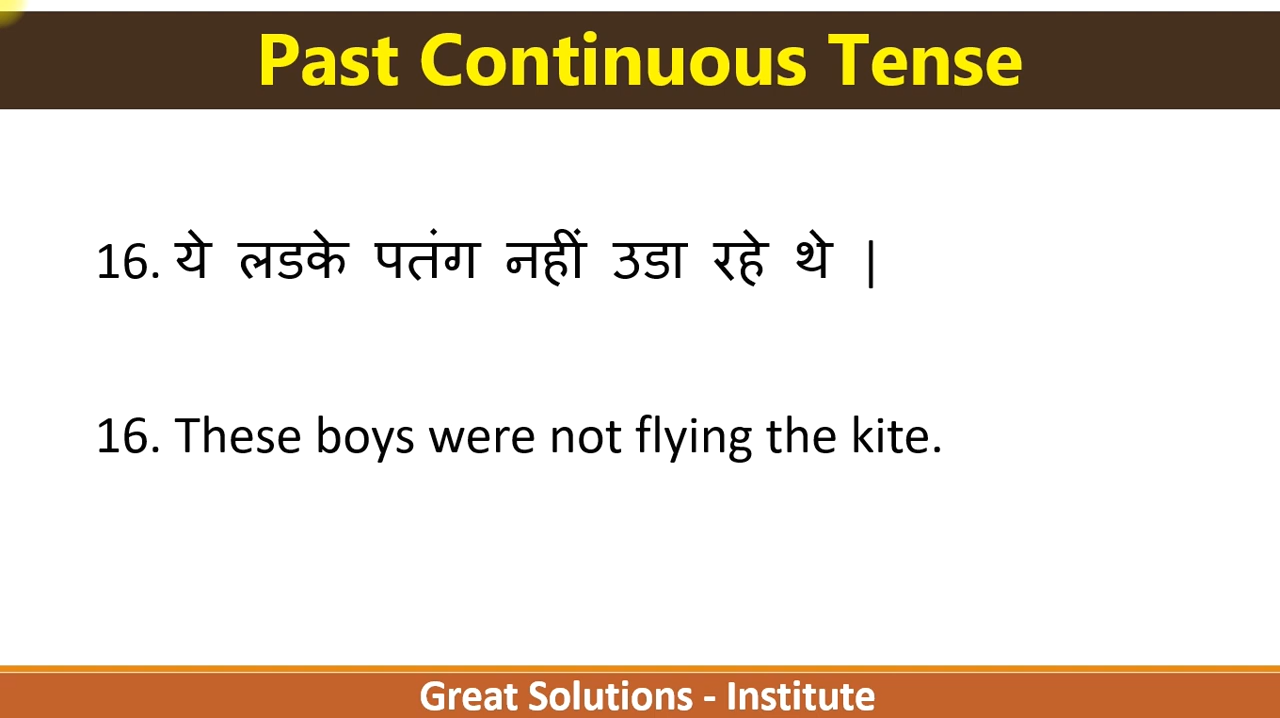 Past Continuous Tense
16. ये लडके पतंग नहीं उडा रहे थे |
16. These boys were not flying the kite.
Great Solutions - Institute